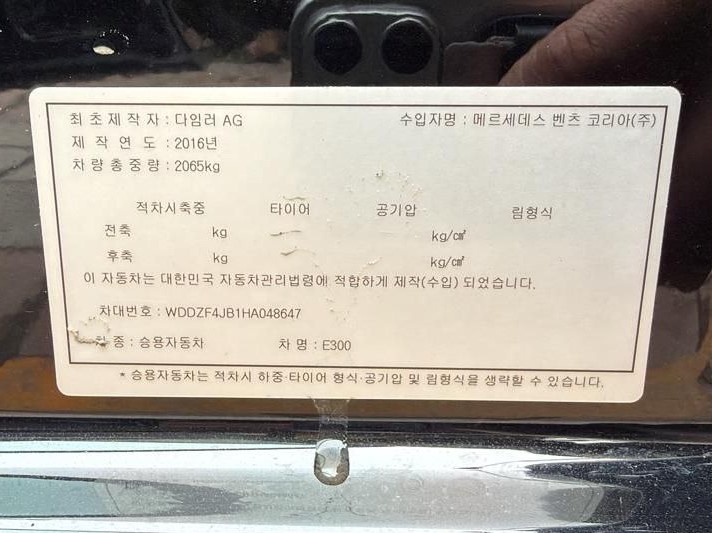 최초제작자 : 다임러 AG 수입자명 : 메르세데스 벤츠 코리아(주)
제 작 연 도 : 2016년
차량총중량 : 2065kg
적차시축중 타이어 공기압 림형식
전축 kg kg/㎠
후축 kg kg/㎠
이 자동차는 대한민국 자동차관리법령에 적합하게 제작(수입) 되었습니다.
차대번호 : WDDZF4JB1HA048647
종 : 승용자동차 차 명 : E300
* 승용자동차는 적차시 하중·타이어 형식·공기압 및 림형식을 생략할 수 있습니다.